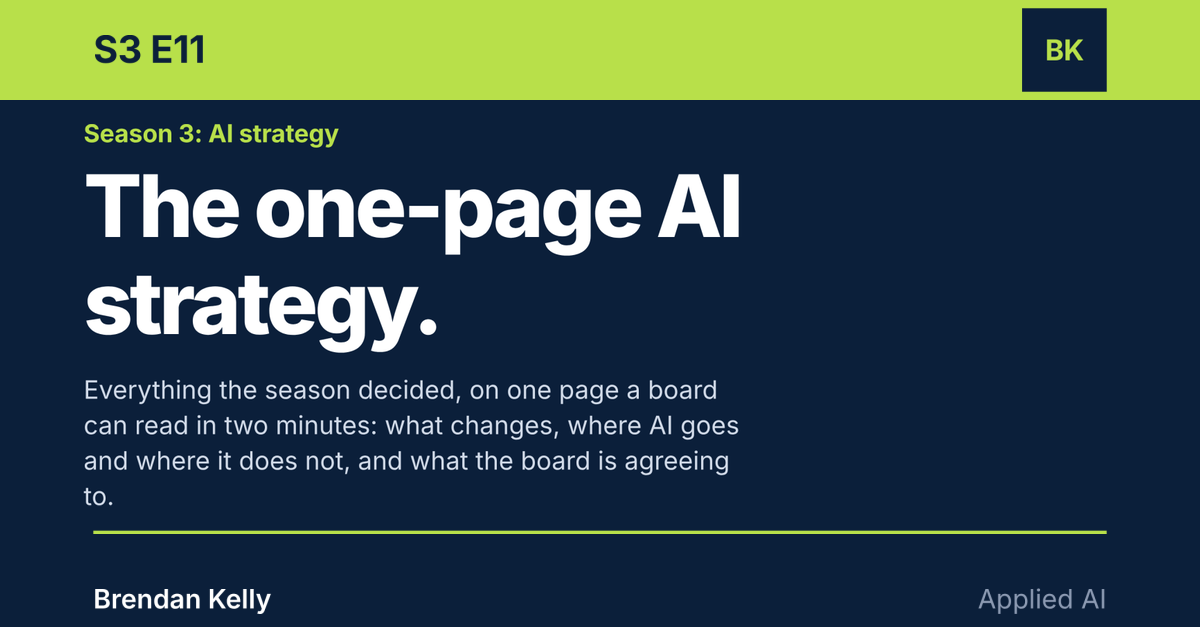 S3 E11
BK
Season 3: AI strategy
The one-page AI
strategy.
Everything the season decided, on one page a board
can read in two minutes: what changes, where AI goes
and where it does not, and what the board is agreeing
to.
Brendan Kelly
Applied AI